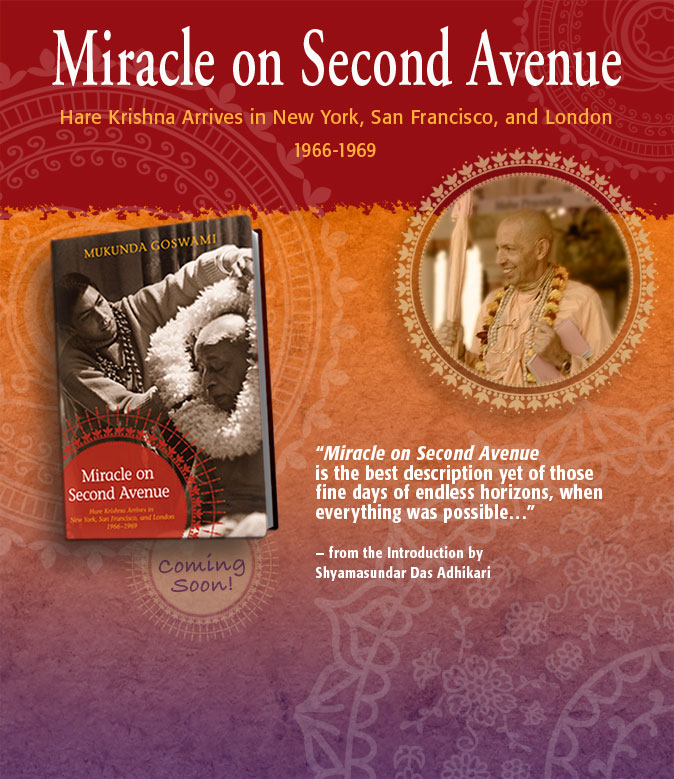 Miracle on Second Avenue
Hare Krishna Arrives in New York, San Francisco, and London
1966-1969
MUKUNDA GOSWAMI
Miracle on
Second Avenue
Hare Krishna Arrives in
New York, San Francisco, and London
1966–1969
Coming
Soon!
“Miracle on Second Avenue
is the best description yet of those
fine days of endless horizons, when
everything was possible…”
– from the Introduction by
Shyamasundar Das Adhikari